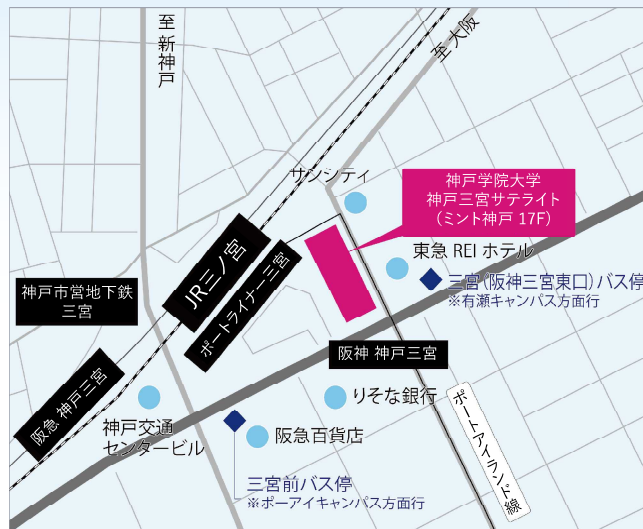 至 新神戸
至 大阪
サンシティ
神戸学院大学
神戸三宮サテライト
(ミント神戸 17F)
JR三ノ宮
ポートライナー三宮
東急 REI ホテル
三宮(阪神三宮東口)バス停
※有瀬キャンパス方面行
神戸市営地下鉄
三宮
阪神 神戸三宮
阪急 神戸三宮
りそな銀行
神戸交通
センタービル
阪急百貨店
ポートアイランド線
三宮前バス停
※ポーアイキャンパス方面行